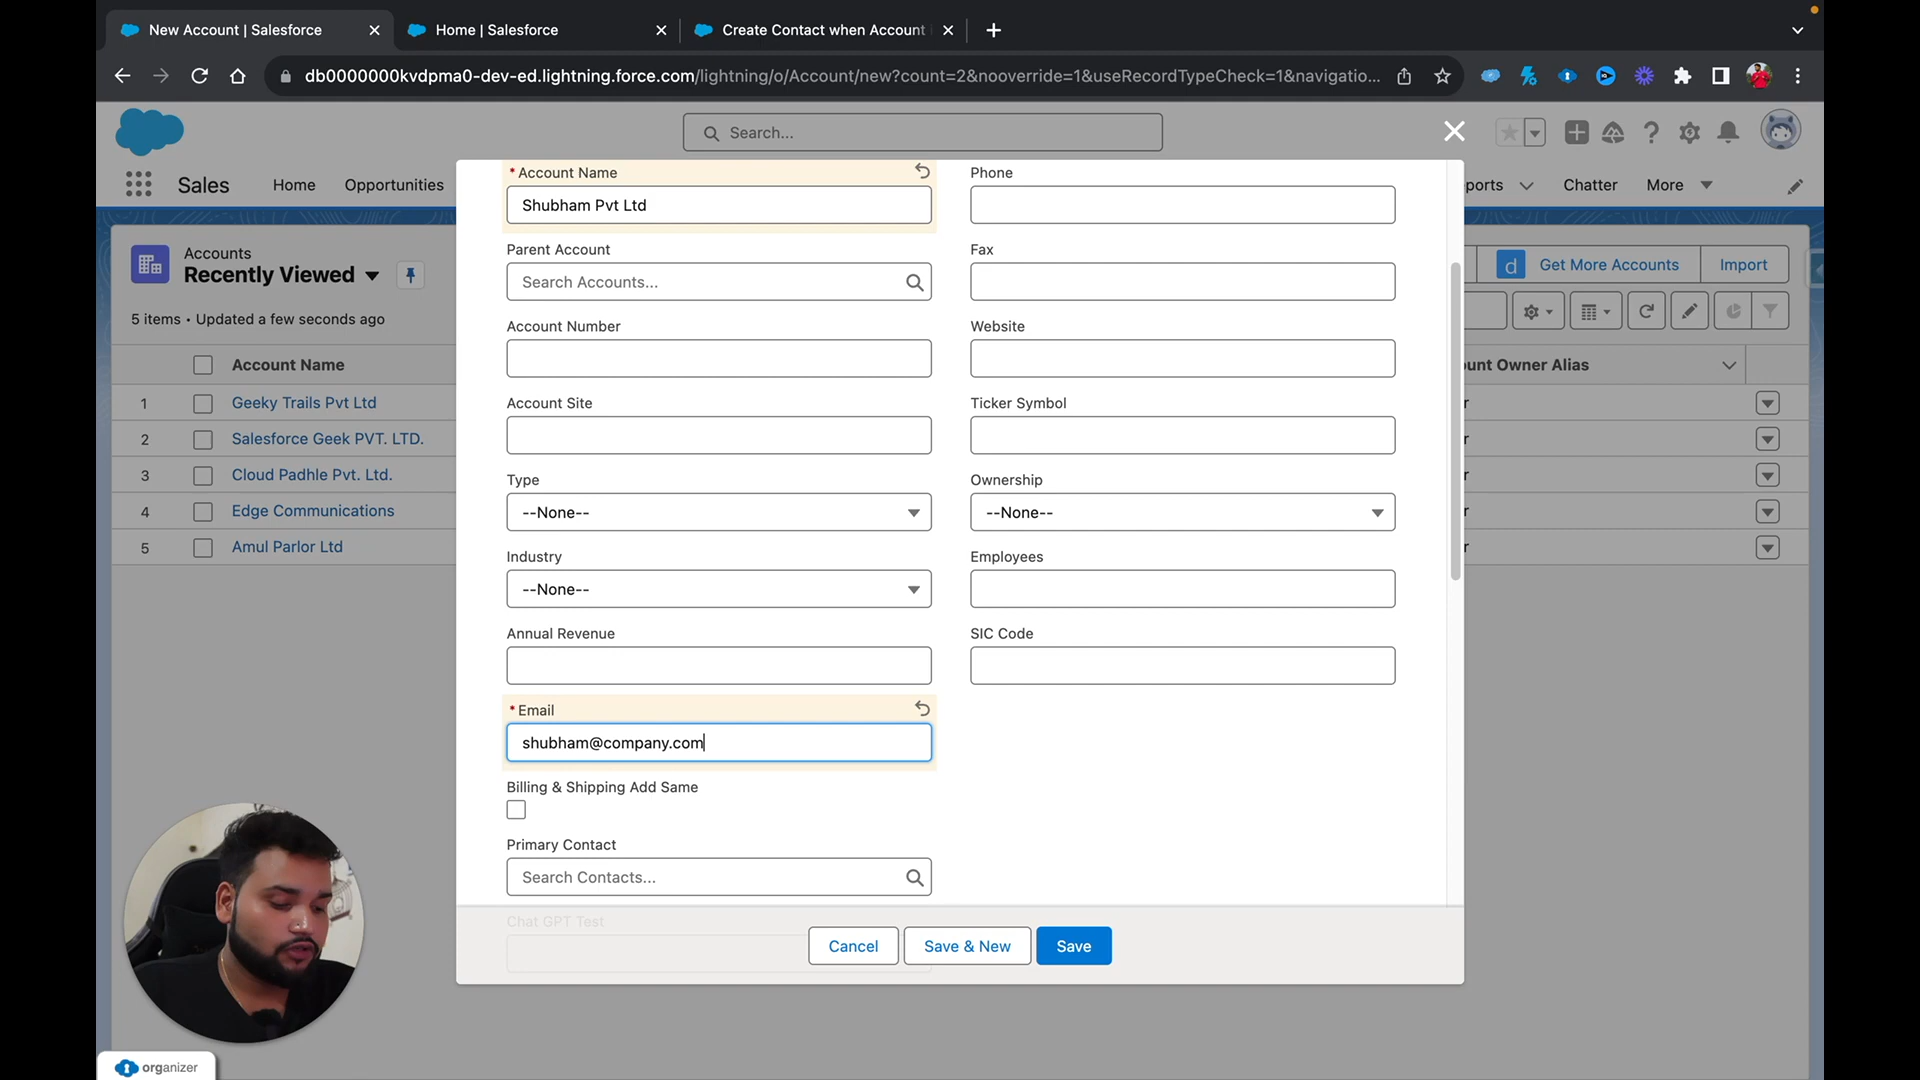 New Account | Salesforce
Home | Salesforce
Create Contact when Account
db0000000kvdpma0-dev-ed.lightning.force.com/lightning/o/Account/new?count=2&nooverride=1&useRecordTypeCheck=1&navigatio...
Search...
Sales
Home
Opportunities
ports
Chatter
More
Accounts
Recently Viewed
5 items • Updated a few seconds ago
d Get More Accounts
Import
Account Name
unt Owner Alias
1 Geeky Trails Pvt Ltd r
2 Salesforce Geek PVT. LTD. r
3 Cloud Padhle Pvt. Ltd. r
4 Edge Communications r
5 Amul Parlor Ltd r
* Account Name
Shubham Pvt Ltd
Phone
Parent Account
Search Accounts...
Fax
Account Number
Website
Account Site
Ticker Symbol
Type
--None--
Ownership
--None--
Industry
--None--
Employees
Annual Revenue
SIC Code
* Email
shubham@company.com
Billing & Shipping Add Same
Primary Contact
Search Contacts...
Chat GPT Test
Cancel
Save & New
Save
organizer